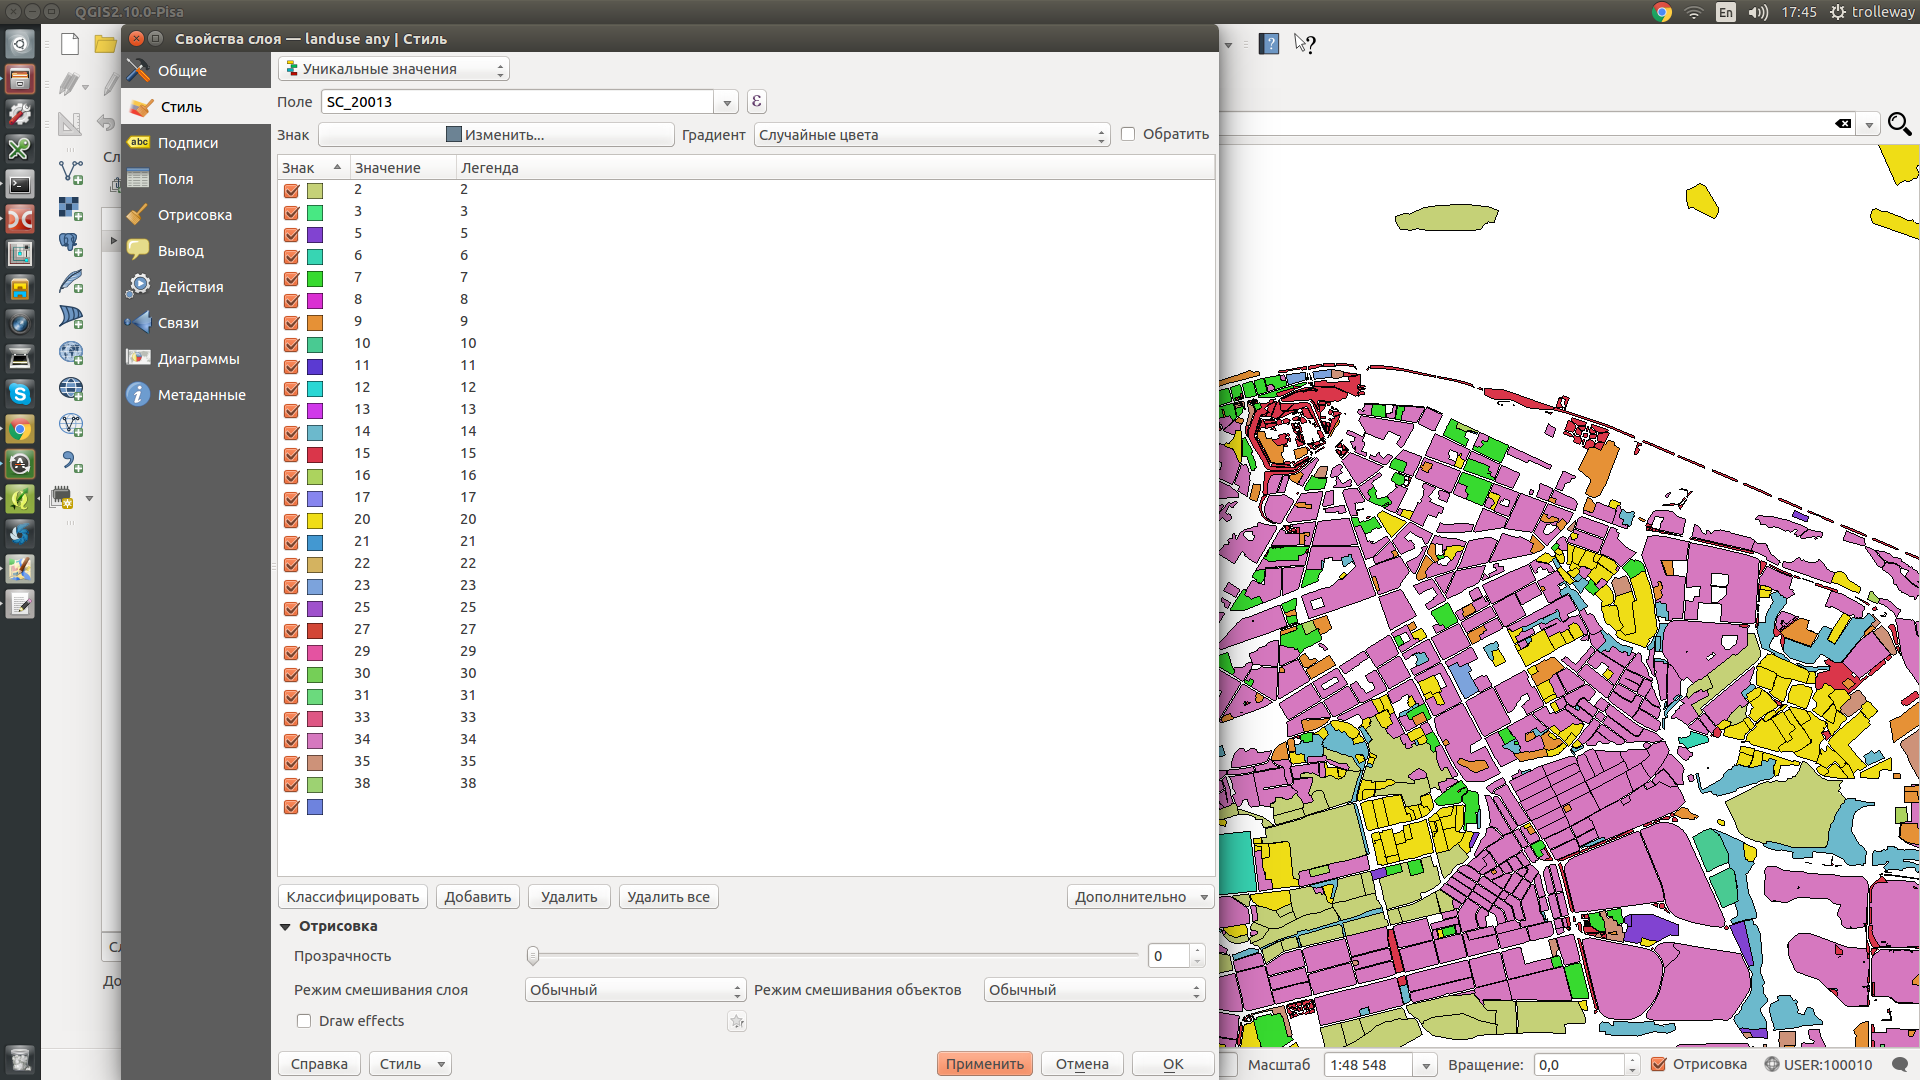 QGIS2.10.0-Pisa
En
17:45
trolleway
Свойства слоя — landuse any | Стиль
Общие
Стиль
Подписи
Поля
Отрисовка
Вывод
Действия
Связи
Диаграммы
Метаданные
abc
Уникальные значения
Поле
SC_20013
ε
Знак
Изменить...
Градиент
Случайные цвета
Обратить
Знак Значение Легенда
2 2
3 3
5 5
6 6
7 7
8 8
9 9
10 10
11 11
12 12
13 13
14 14
15 15
16 16
17 17
20 20
21 21
22 22
23 23
25 25
27 27
29 29
30 30
31 31
33 33
34 34
35 35
38 38
Классифицировать
Добавить
Удалить
Удалить все
Дополнительно
Отрисовка
Прозрачность
0
Режим смешивания слоя
Обычный
Режим смешивания объектов
Обычный
Draw effects
Справка
Стиль
Применить
Отмена
OK
Сл
Сл
До
Масштаб
1:48 548
Вращение:
0,0
Отрисовка
USER:100010